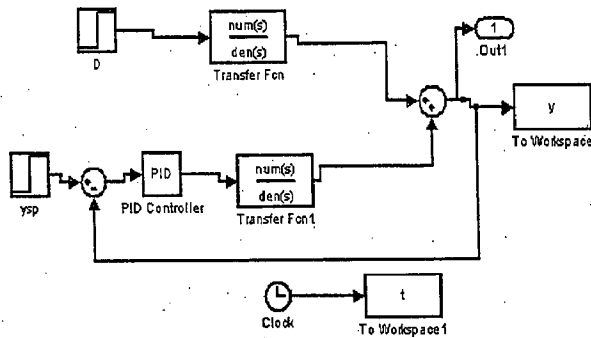 num(s)
den(s)
D
Transfer Fcn
1
Out1
y
To Workspace
ysp
PID
PID Controller
num(s)
den(s)
Transfer Fcn1
Clock
t
To Workspace1